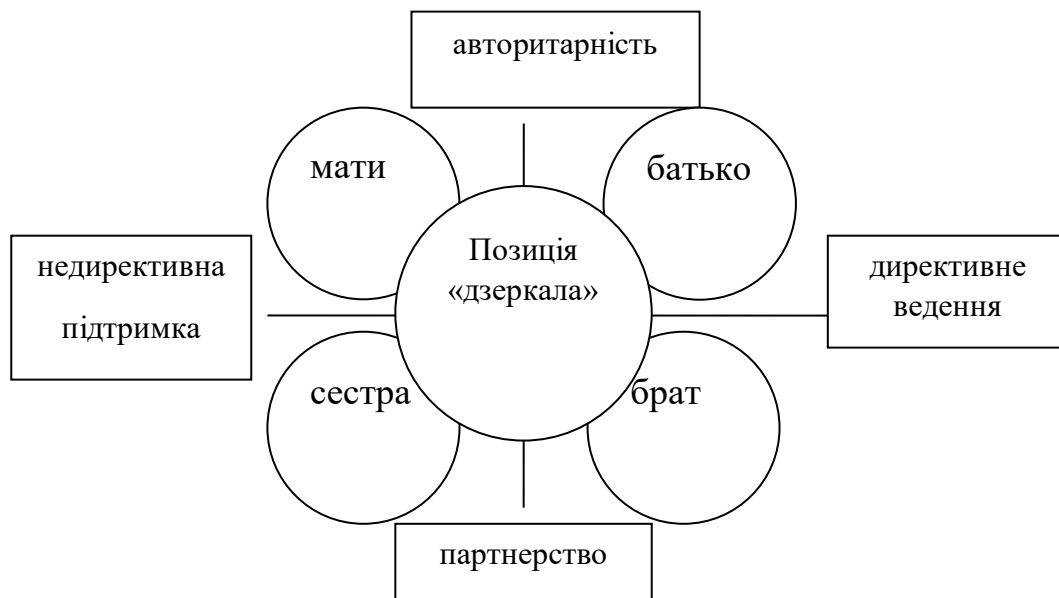 авторитарність
мати
батько
Позиція
«дзеркала»
недирективна
підтримка
директивне
ведення
сестра
брат
партнерство